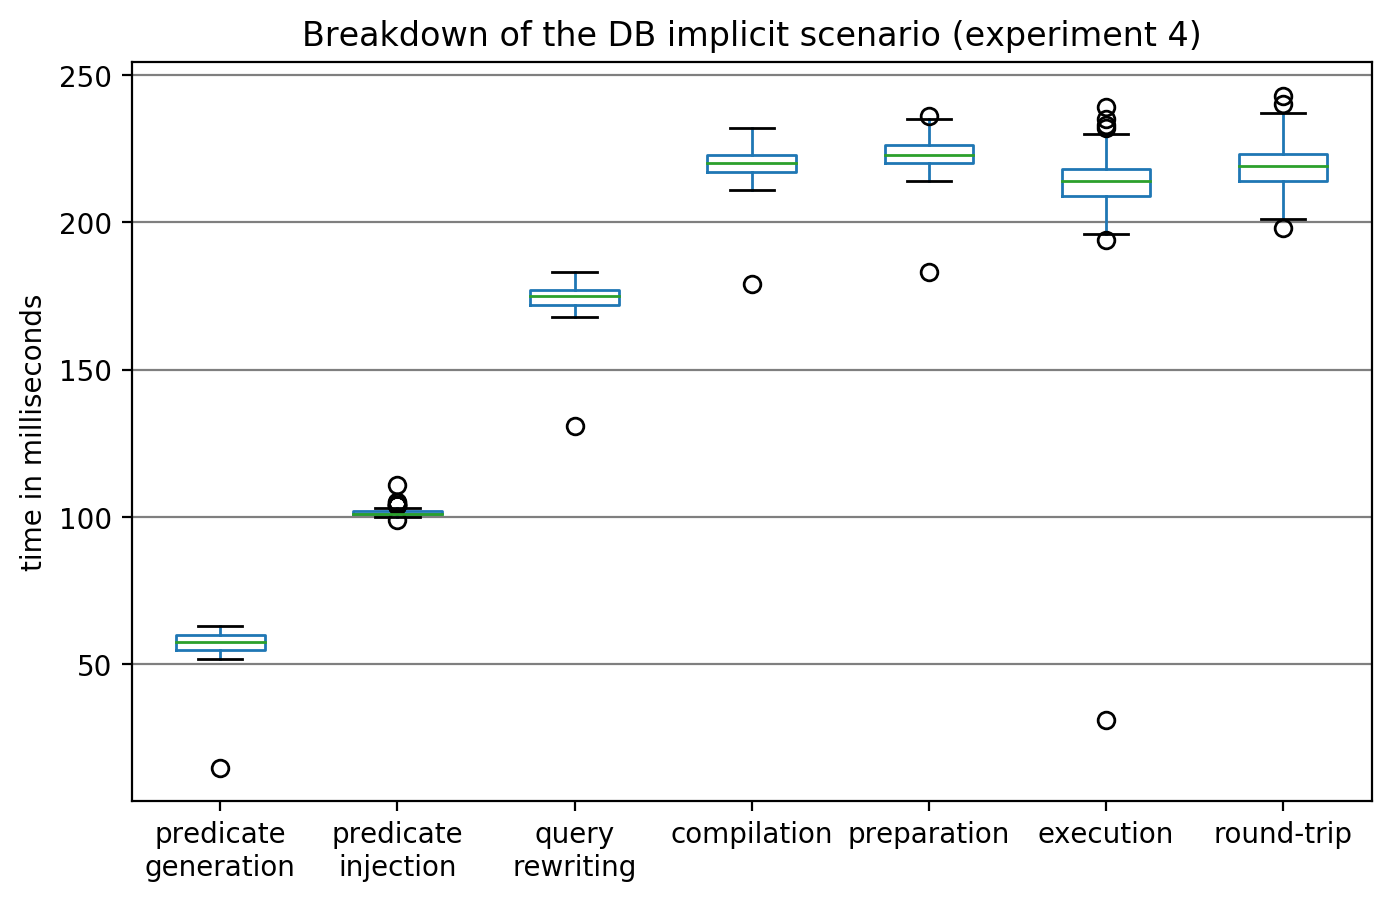 Breakdown of the DB implicit scenario (experiment 4)
time in milliseconds
250
200
150
100
50
predicate
generation
predicate
injection
query
rewriting
compilation
preparation
execution
round-trip